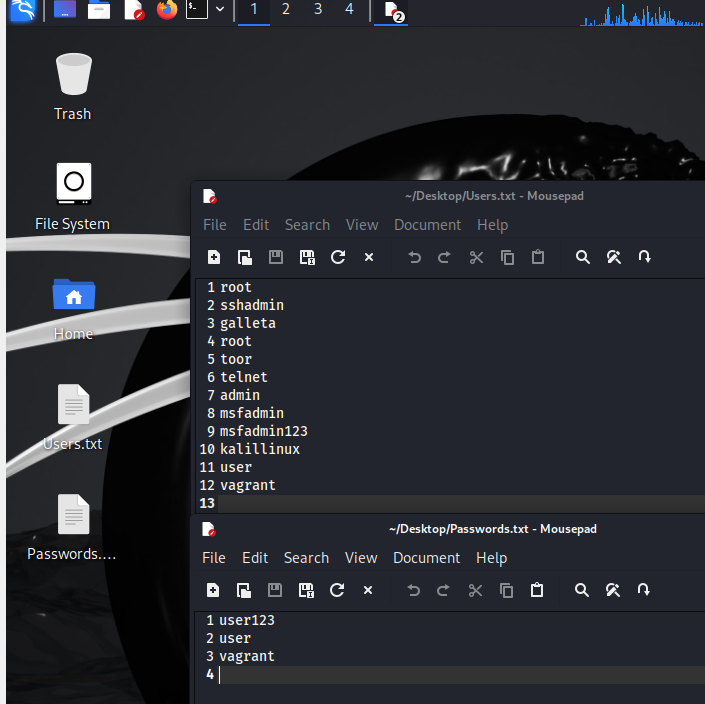 1 2 3 4 2
Trash
File System
Home
Users.txt
Passwords....
~/Desktop/Users.txt - Mousepad
File Edit Search View Document Help
1 root
2 sshadmin
3 galleta
4 root
5 toor
6 telnet
7 admin
8 msfadmin
9 msfadmin123
10 kalillinux
11 user
12 vagrant
13
~/Desktop/Passwords.txt - Mousepad
File Edit Search View Document Help
1 user123
2 user
3 vagrant
4